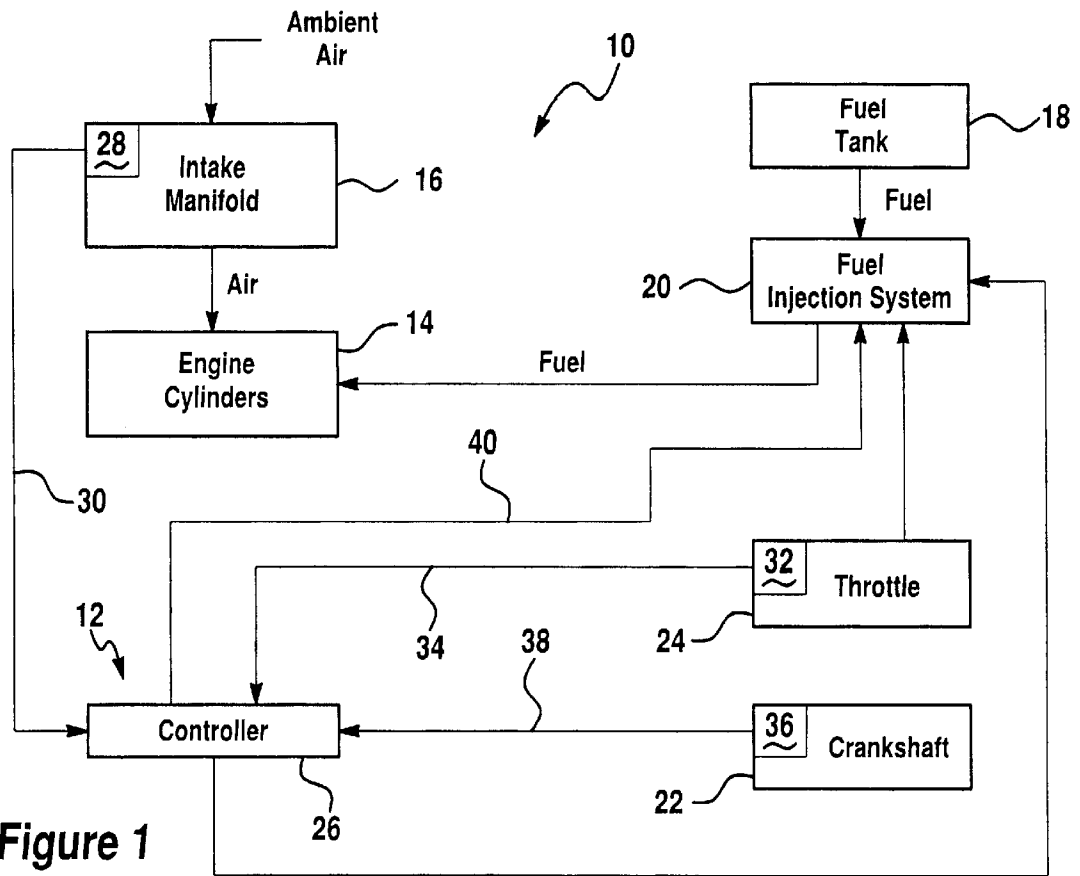 Ambient
Air
10
28
Intake
Manifold
16
Fuel
Tank
18
Fuel
Air
20
Fuel
Injection System
14
Engine
Cylinders
Fuel
40
30
32
Throttle
12
34
24
38
Controller
36
Crankshaft
26
22
Figure 1